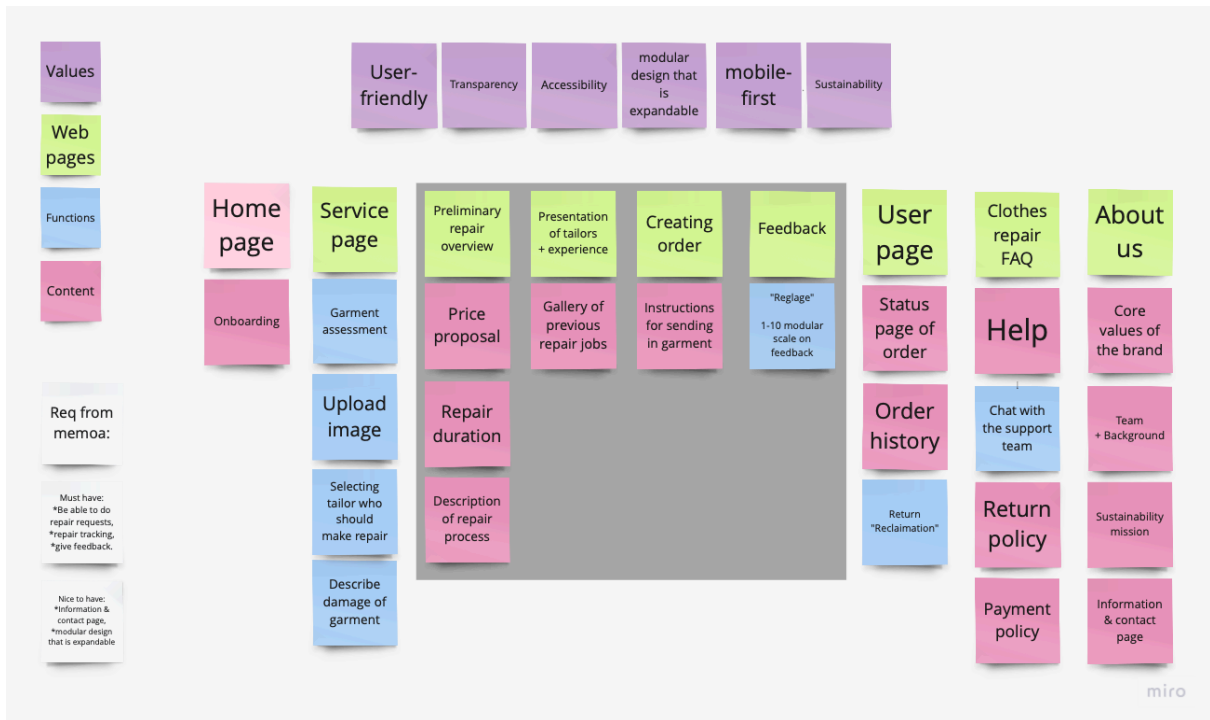 Values
Web
pages
Functions
Content
Req from
memoa:
Must have:
*Be able to do
repair requests,
*repair tracking,
*give feedback.
Nice to have:
*Information &
contact page,
*modular design
that is expandable
User-
friendly
Transparency
Accessibility
modular
design that
is
expandable
mobile-
first
Sustainability
Home
page
Onboarding
Service
page
Garment
assessment
Upload
image
Selecting
tailor who
should
make repair
Describe
damage of
garment
Preliminary
repair
overview
Price
proposal
Repair
duration
Description
of repair
process
Presentation
of tailors
+ experience
Gallery of
previous
repair jobs
Creating
order
Instructions
for sending
in garment
Feedback
"Reglage"
1-10 modular
scale on
feedback
User
page
Status
page of
order
Order
history
Return
"Reclaimation"
Clothes
repair
FAQ
Help
Chat with
the support
team
Return
policy
Payment
policy
About
us
Core
values of
the brand
Team
+ Background
Sustainability
mission
Information
& contact
page
miro